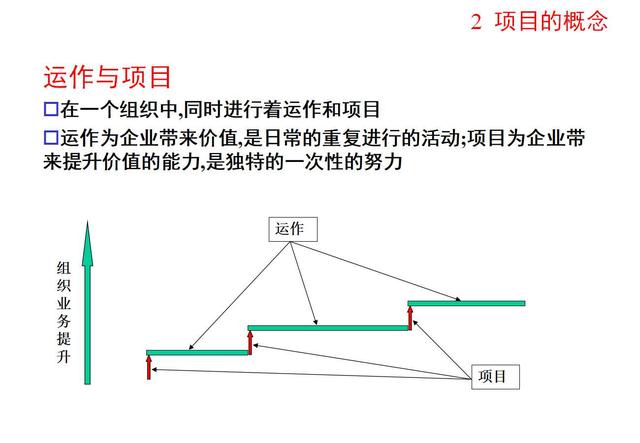 2 项目的概念
运作与项目
在一个组织中,同时进行着运作和项目
运作为企业带来价值,是日常的重复进行的活动;项目为企业带
来提升价值的能力,是独特的一次性的努力
运作
组织业务提升
项目